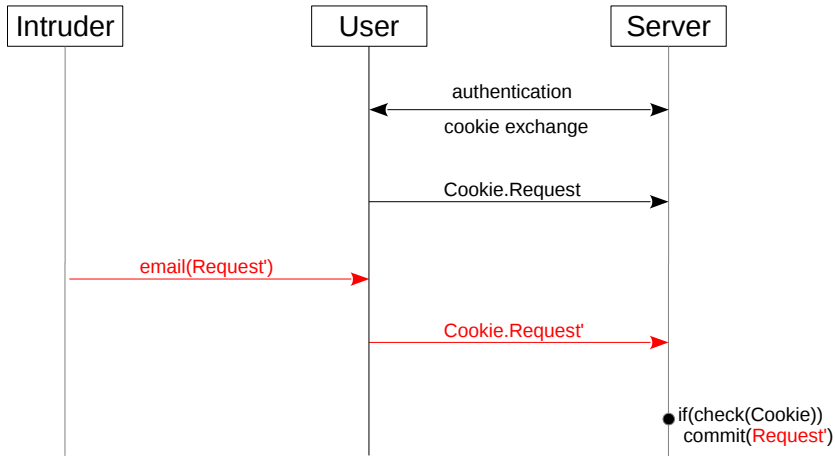 Intruder
User
Server
authentication
cookie exchange
Cookie.Request
email(Request')
Cookie.Request'
if(check(Cookie))
commit(Request')